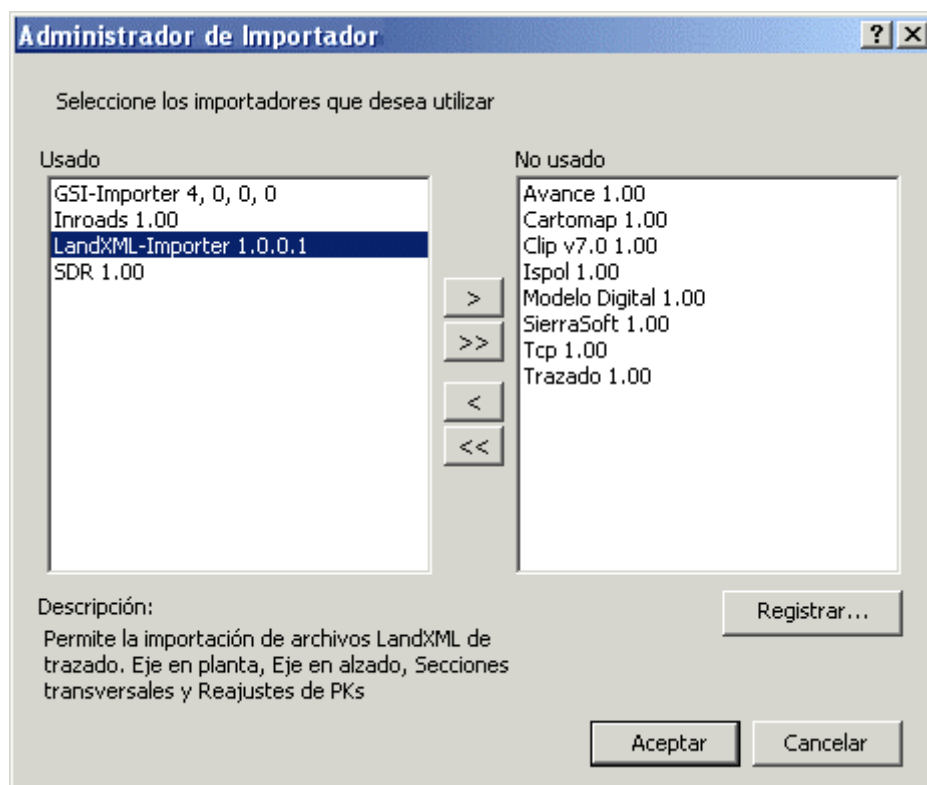 Administrador de Importador
Seleccione los importadores que desea utilizar
Usado
GSI-Importer 4, 0, 0, 0
Inroads 1.00
LandXML-Importer 1.0.0.1
SDR 1.00
>
>>
<
<<
No usado
Avance 1.00
Cartomap 1.00
Clip v7.0 1.00
Ispol 1.00
Modelo Digital 1.00
SierraSoft 1.00
Tcp 1.00
Trazado 1.00
Descripción:
Permite la importación de archivos LandXML de
trazado. Eje en planta, Eje en alzado, Secciones
transversales y Reajustes de PKs
Registrar...
Aceptar
Cancelar